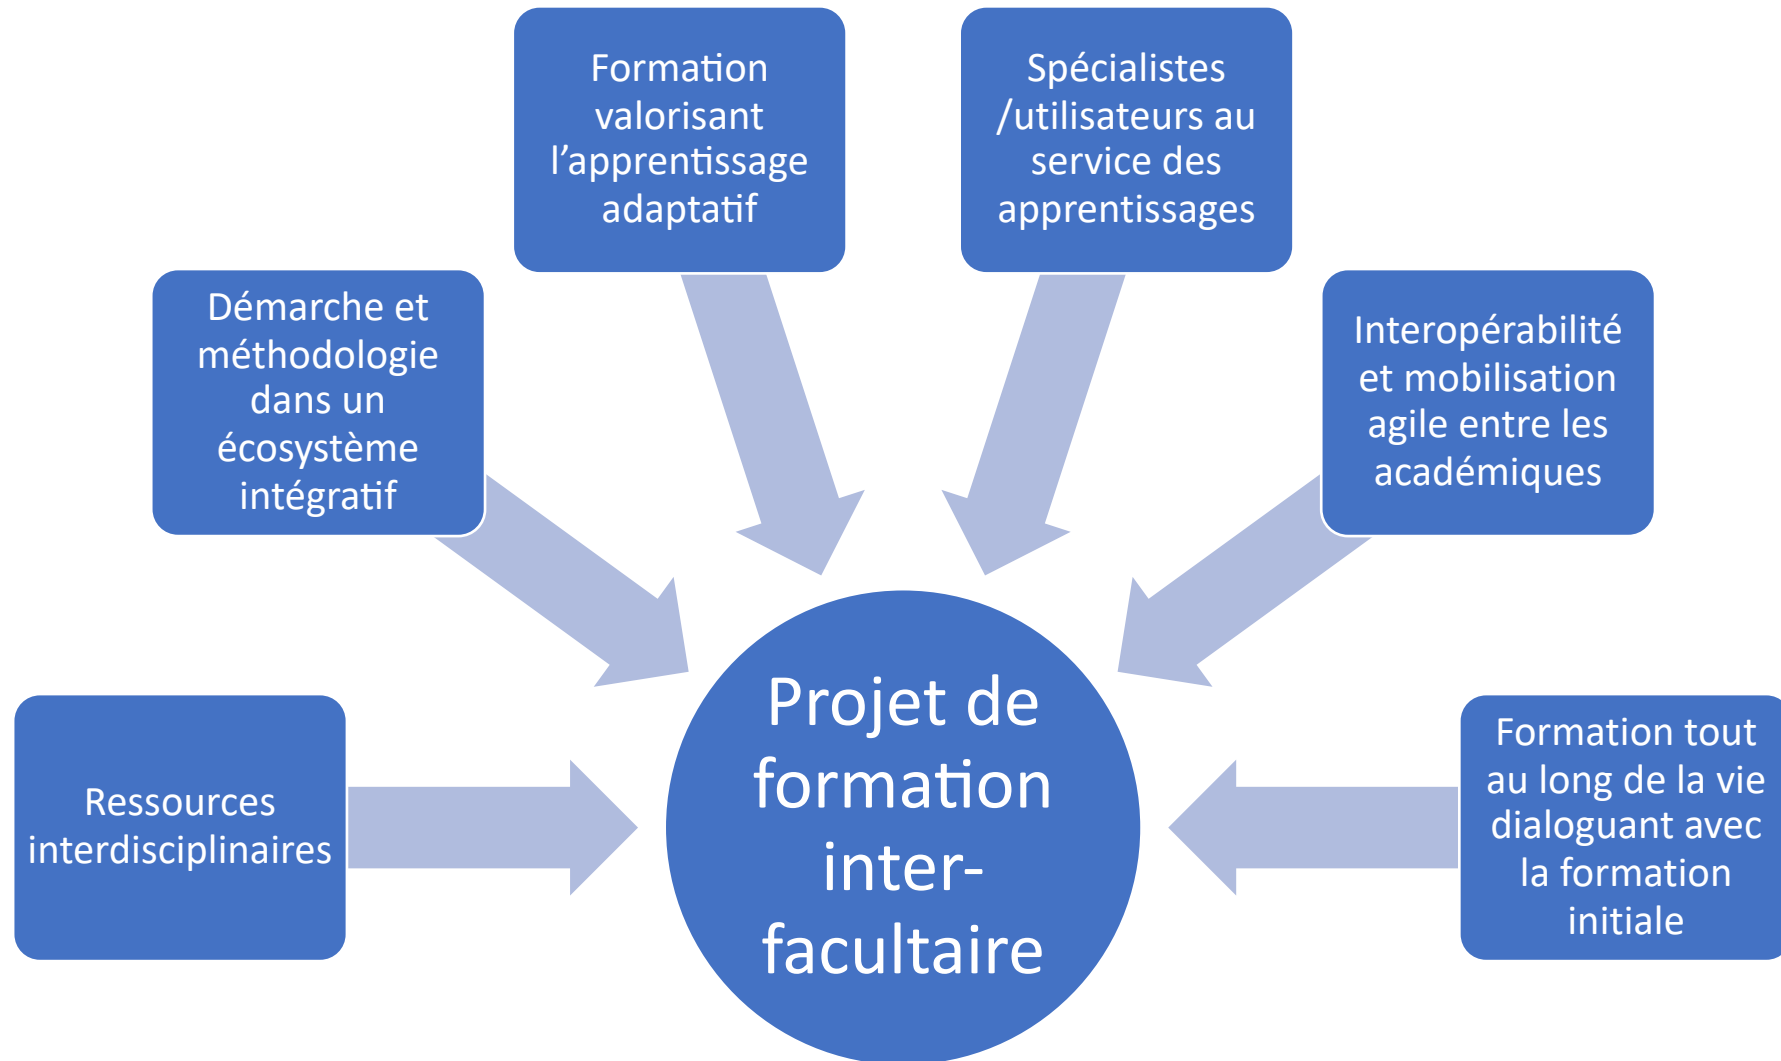 Formation
valorisant
l’apprentissage
adaptatif
Spécialistes
/utilisateurs au
service des
apprentissages
Démarche et
méthodologie
dans un
écosystème
intégratif
Interopérabilité
et mobilisation
agile entre les
académiques
Ressources
interdisciplinaires
Projet de
formation
inter-
facultaire
Formation tout
au long de la vie
dialoguant avec
la formation
initiale